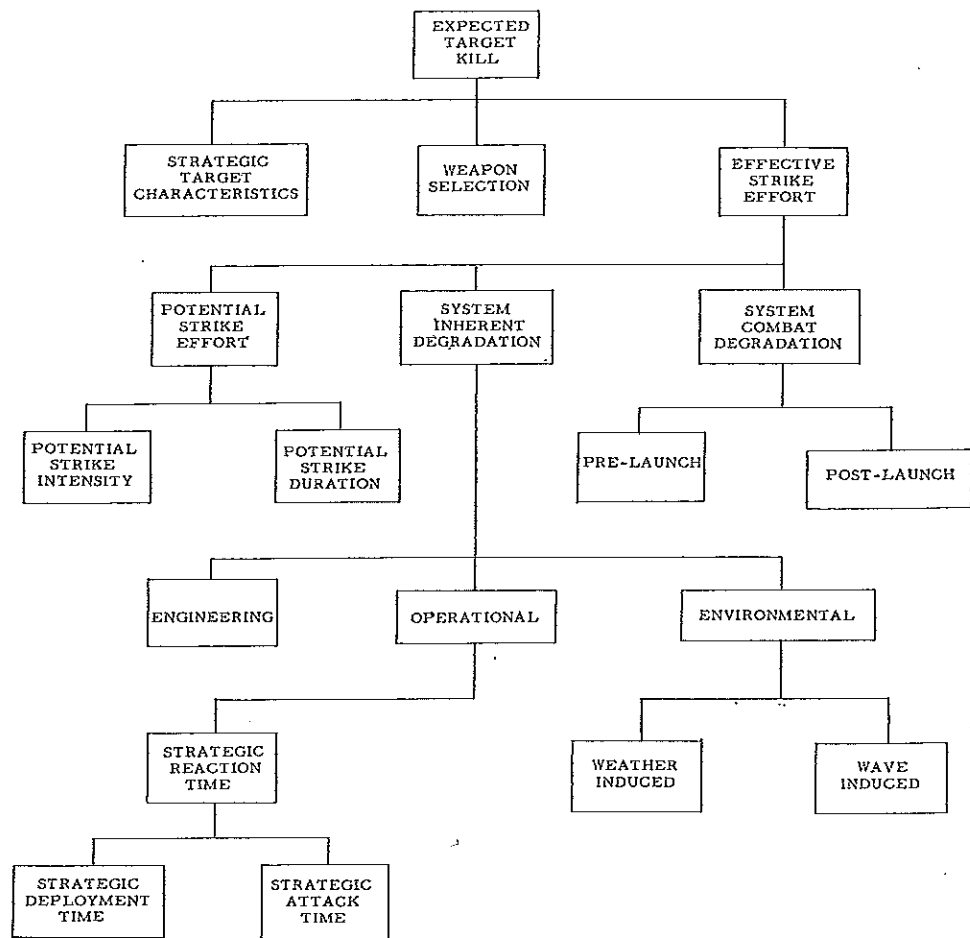 EXPECTED
TARGET
KILL
STRATEGIC
TARGET
CHARACTERISTICS
WEAPON
SELECTION
EFFECTIVE
STRIKE
EFFORT
POTENTIAL
STRIKE
EFFORT
SYSTEM
INHERENT
DEGRADATION
SYSTEM
COMBAT
DEGRADATION
POTENTIAL
STRIKE
INTENSITY
POTENTIAL
STRIKE
DURATION
PRE-LAUNCH
POST-LAUNCH
ENGINEERING
OPERATIONAL
ENVIRONMENTAL
STRATEGIC
REACTION
TIME
WEATHER
INDUCED
WAVE
INDUCED
STRATEGIC
DEPLOYMENT
TIME
STRATEGIC
ATTACK
TIME